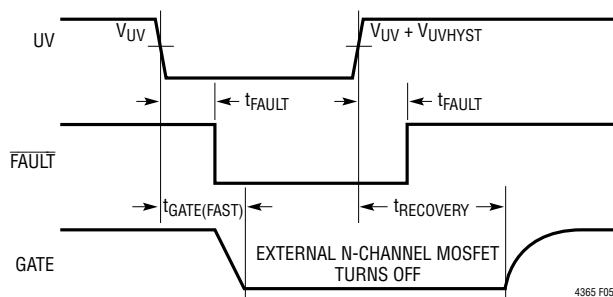 UV
V_UV
V_UV + V_UVHYST
t_FAULT
t_FAULT
FAULT
t_GATE(FAST)
t_RECOVERY
GATE
EXTERNAL N-CHANNEL MOSFET
TURNS OFF
4365 F05